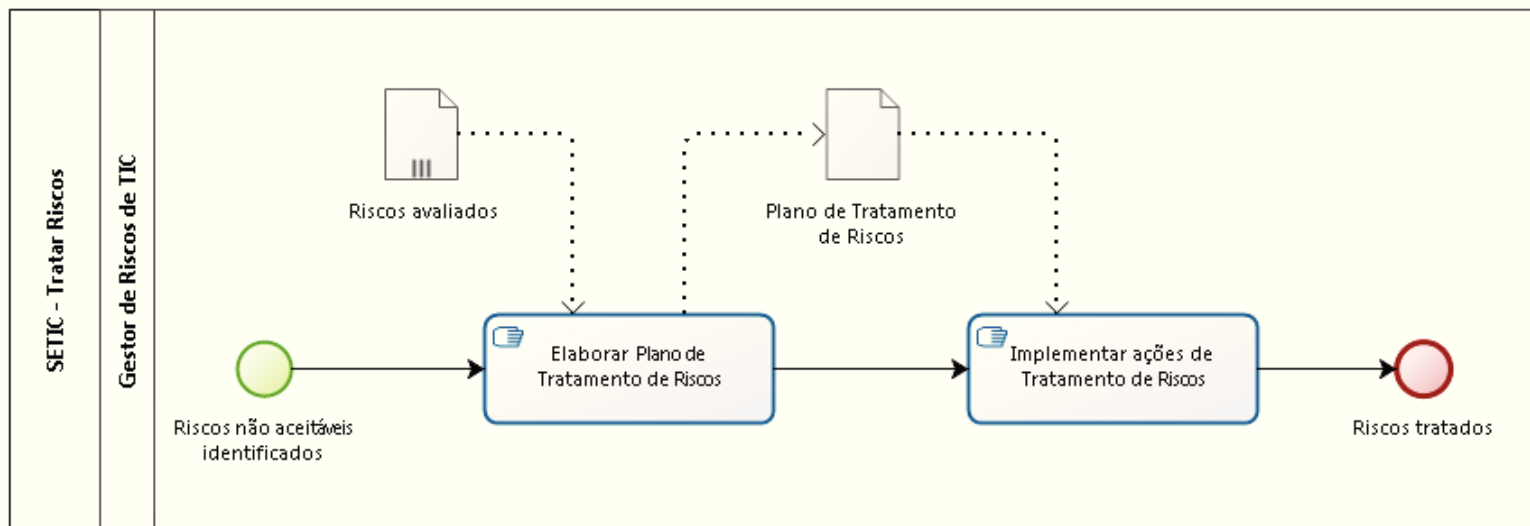 SETIC - Tratar Riscos
Gestor de Riscos de TIC
Riscos avaliados
Plano de Tratamento
de Riscos
Riscos não aceitáveis
identificados
Elaborar Plano de
Tratamento de Riscos
Implementar ações de
Tratamento de Riscos
Riscos tratados